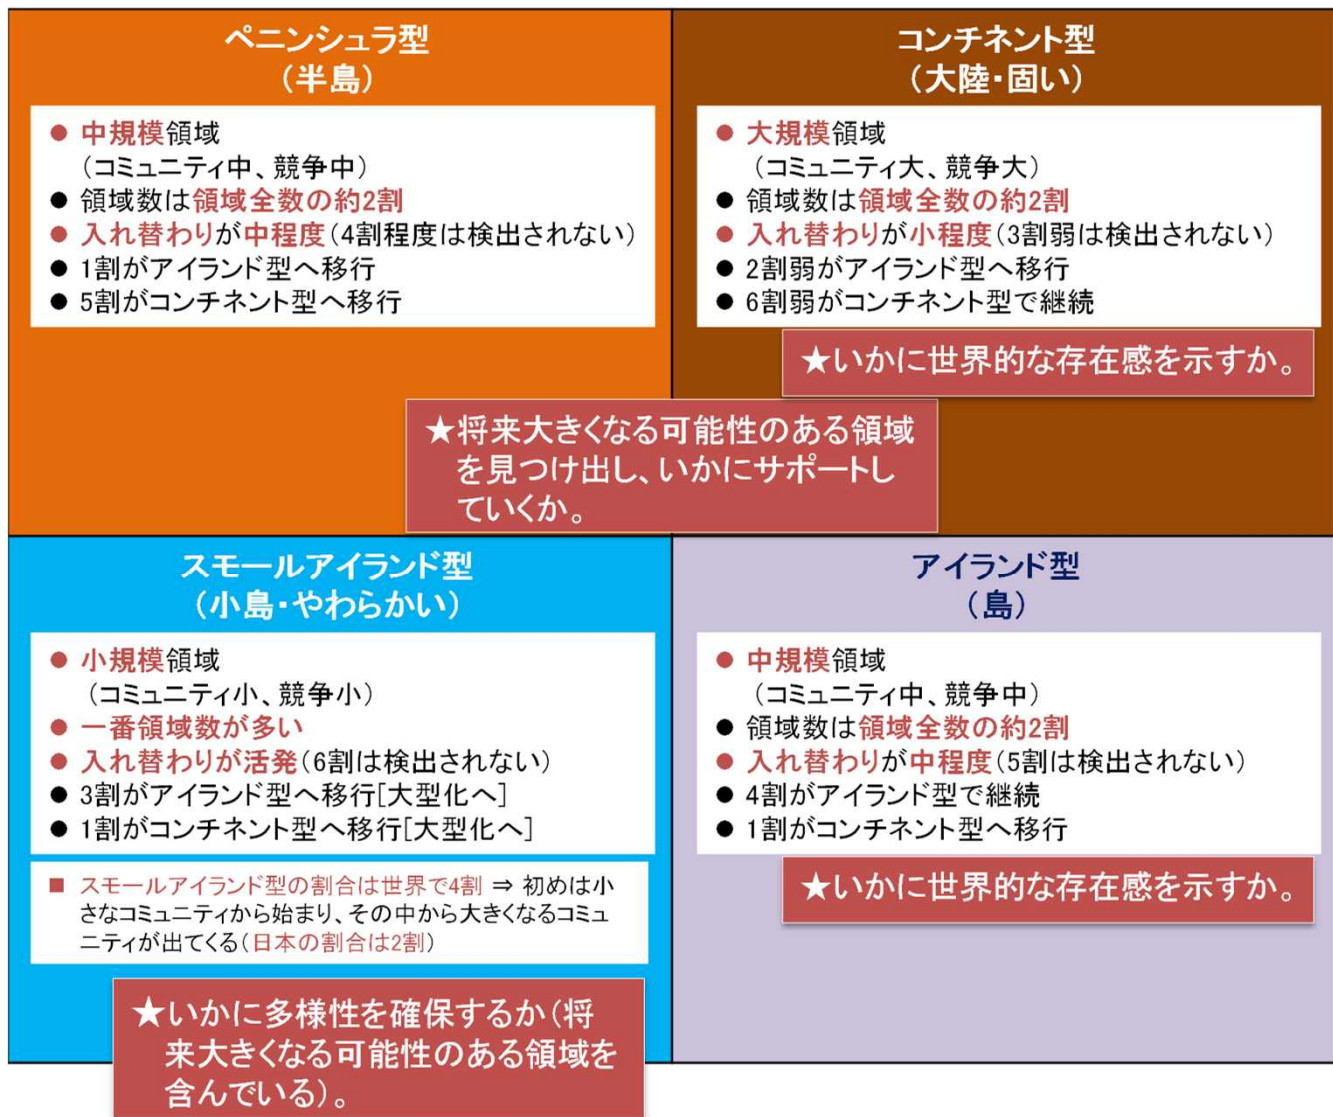 ペニンシュラ型
(半島)
● 中規模領域
(コミュニティ中、競争中)
● 領域数は領域全数の約2割
● 入れ替わりが中程度(4割程度は検出されない)
● 1割がアイランド型へ移行
● 5割がコンチネント型へ移行
コンチネント型
(大陸・固い)
● 大規模領域
(コミュニティ大、競争大)
● 領域数は領域全数の約2割
● 入れ替わりが小程度(3割弱は検出されない)
● 2割弱がアイランド型へ移行
● 6割弱がコンチネント型で継続
★いかに世界的な存在感を示すか。
★将来大きくなる可能性のある領域
を見つけ出し、いかにサポートし
ていくか。
スモールアイランド型
(小島・やわらかい)
● 小規模領域
(コミュニティ小、競争小)
● 一番領域数が多い
● 入れ替わりが活発(6割は検出されない)
● 3割がアイランド型へ移行[大型化へ]
● 1割がコンチネント型へ移行[大型化へ]
■ スモールアイランド型の割合は世界で4割 ⇒ 初めは小
さなコミュニティから始まり、その中から大きくなるコミュ
ニティが出てくる(日本の割合は2割)
★いかに多様性を確保するか(将
来大きくなる可能性のある領域を
含んでいる)。
アイランド型
(島)
● 中規模領域
(コミュニティ中、競争中)
● 領域数は領域全数の約2割
● 入れ替わりが中程度(5割は検出されない)
● 4割がアイランド型で継続
● 1割がコンチネント型へ移行
★いかに世界的な存在感を示すか。